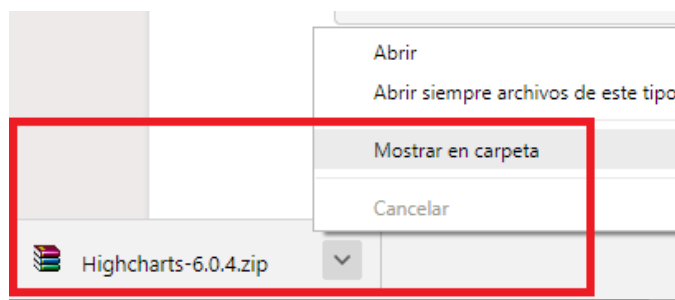 Abrir
Abrir siempre archivos de este tipo
Mostrar en carpeta
Cancelar
Highcharts-6.0.4.zip